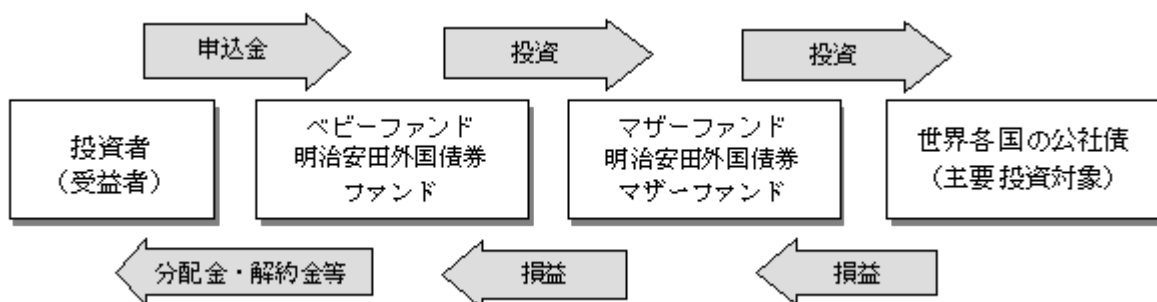 申込金
投資
投資
投資者
（受益者）
ベビーファンド
明治安田外国債券
ファンド
マザーファンド
明治安田外国債券
マザーファンド
世界各国の公社債
（主要投資対象）
分配金・解約金等
損益
損益